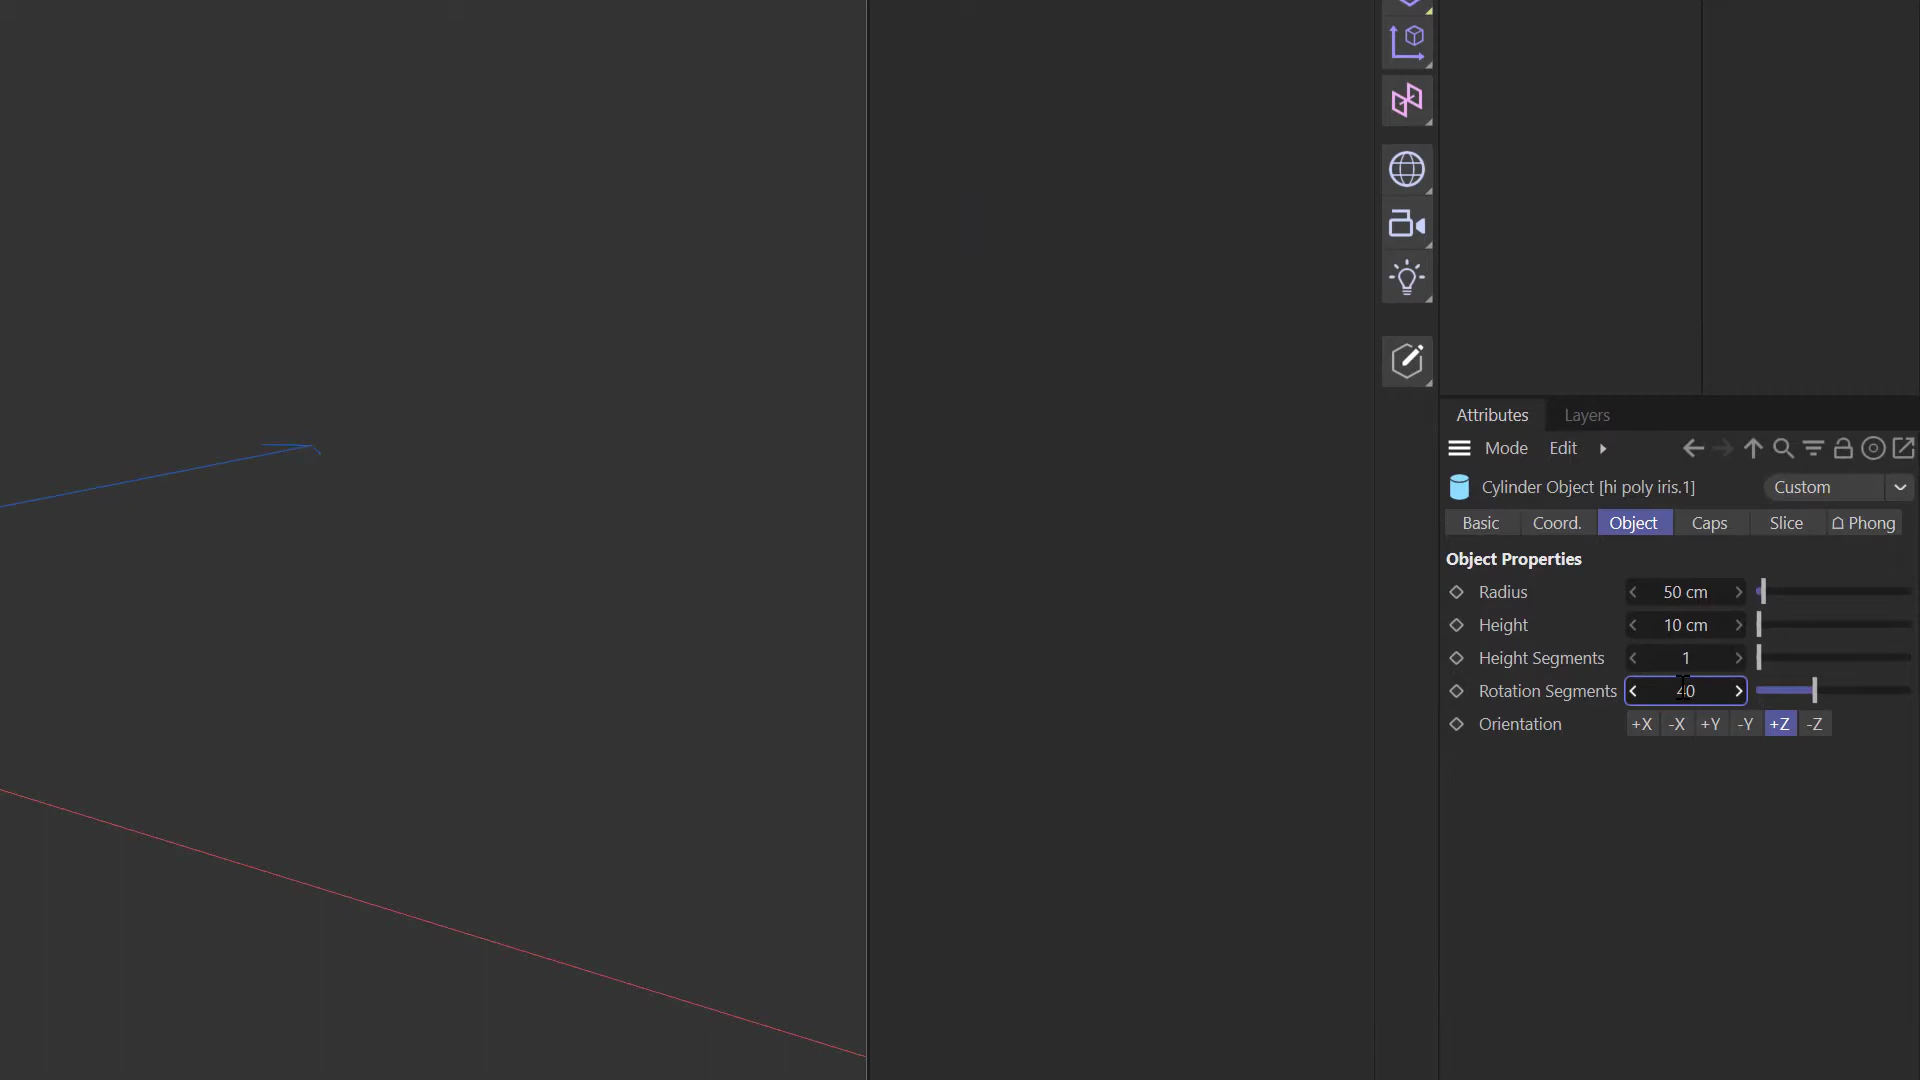 Attributes Layers
Mode Edit
Cylinder Object [hi poly iris.1] Custom
Basic Coord. Object Caps Slice Phong
Object Properties
Radius 50 cm
Height 10 cm
Height Segments 1
Rotation Segments 40
Orientation +X -X +Y -Y +Z -Z